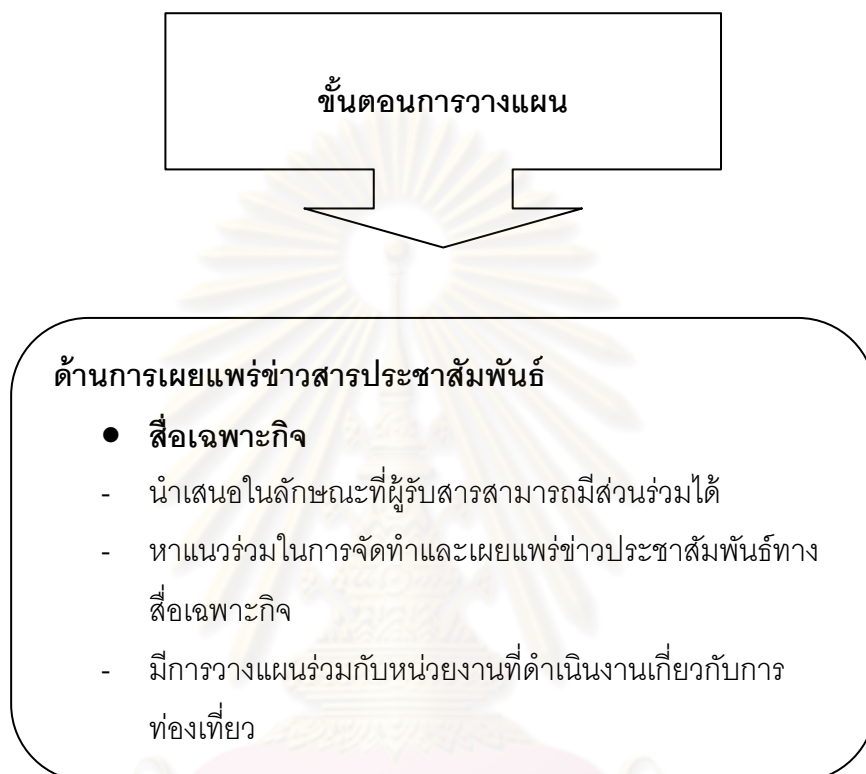 ขั้นตอนการวางแผน
ด้านการเผยแพร่ข่าวสารประชาสัมพันธ์
● สื่อเฉพาะกิจ
- นำเสนอในลักษณะที่ผู้รับสารสามารถมีส่วนร่วมได้
- หาแนวร่วมในการจัดทำและเผยแพร่ข่าวประชาสัมพันธ์ทาง
สื่อเฉพาะกิจ
- มีการวางแผนร่วมกับหน่วยงานที่ดำเนินงานเกี่ยวกับการ
ท่องเที่ยว